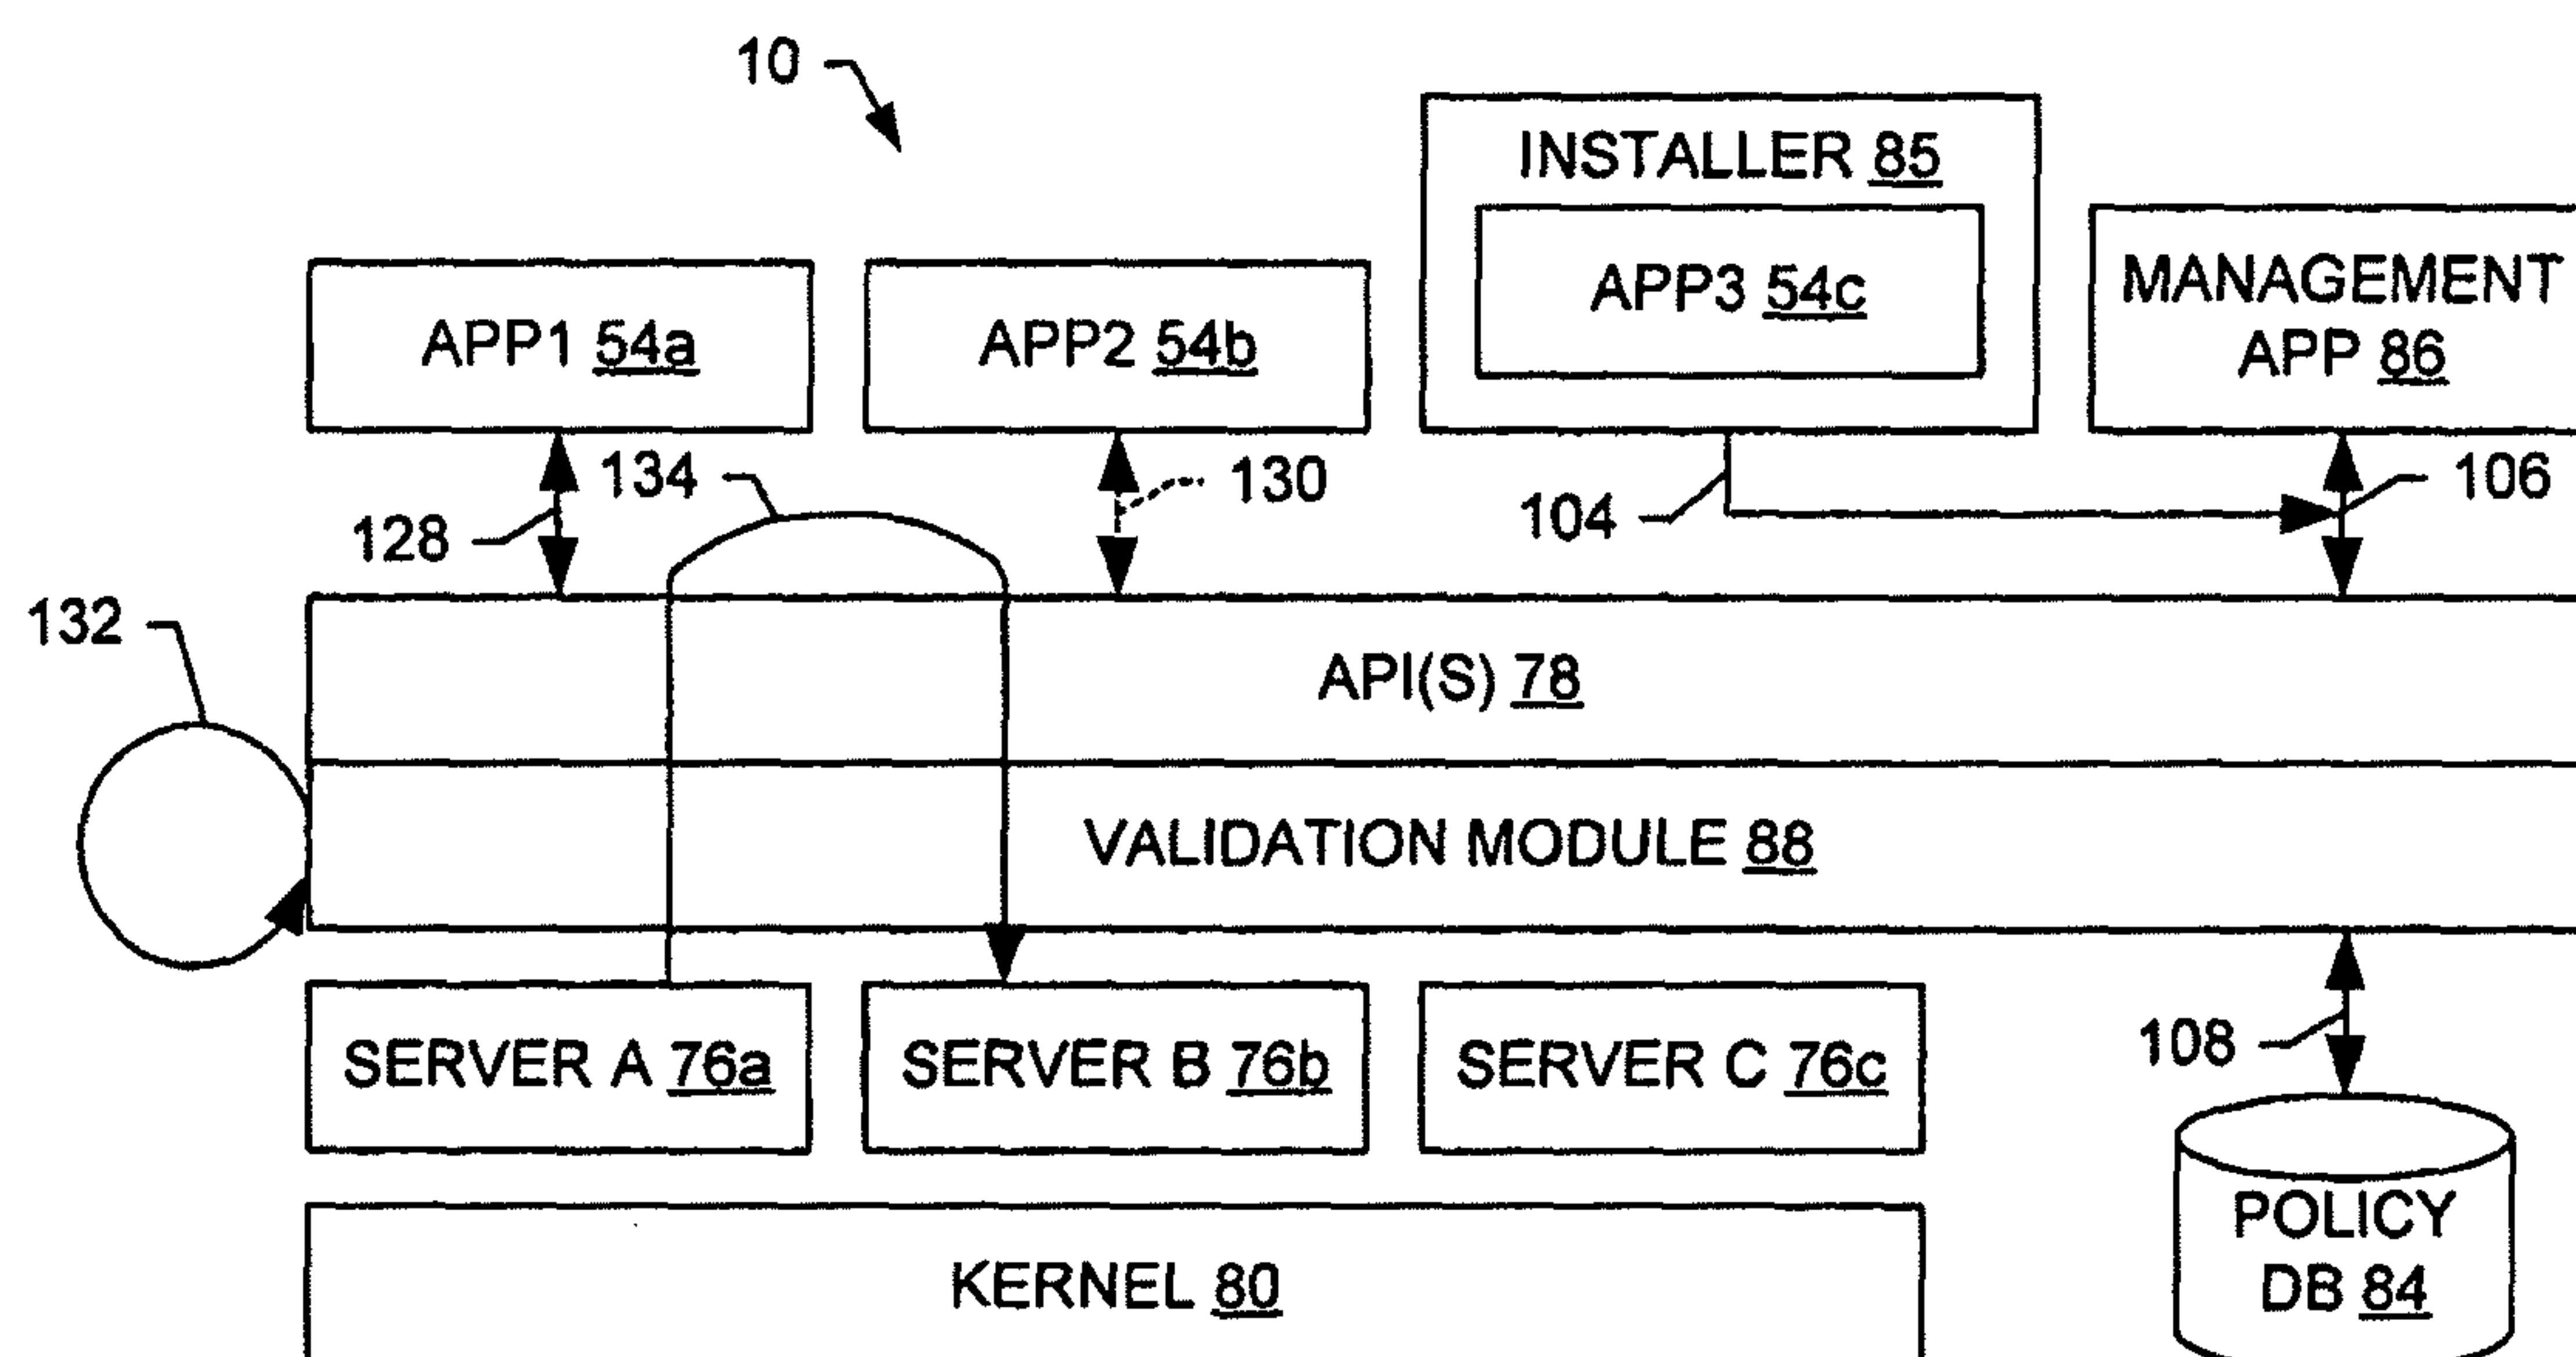 10
INSTALLER 85
APP3 54c
MANAGEMENT
APP 86
APP1 54a
APP2 54b
134
130
106
128
104
132
API(S) 78
VALIDATION MODULE 88
SERVER A 76a
SERVER B 76b
SERVER C 76c
108
POLICY
DB 84
KERNEL 80